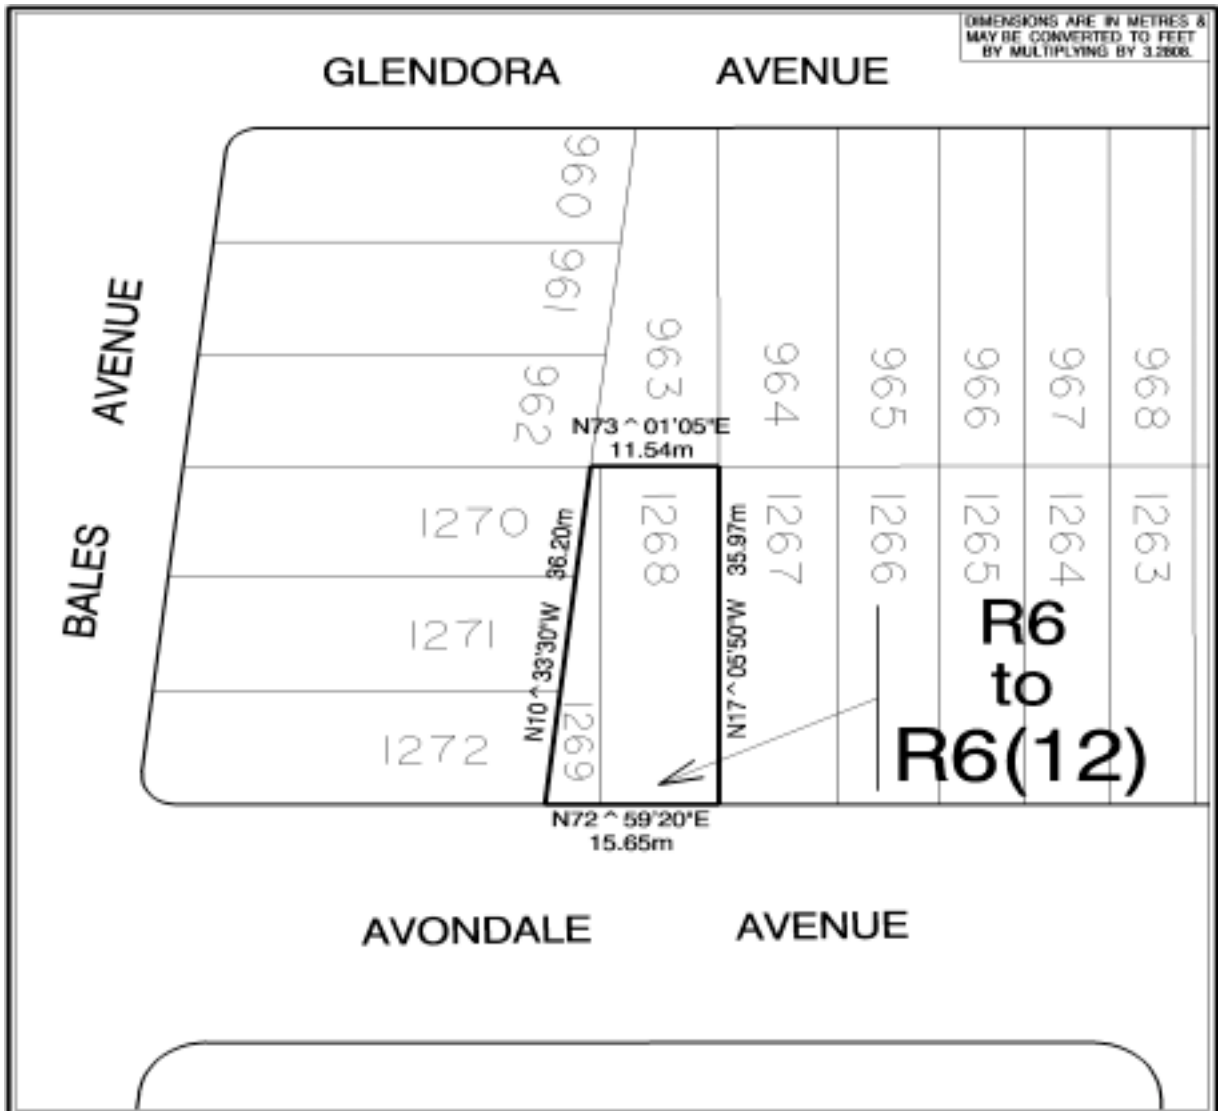 DIMENSIONS ARE IN METRES &
MAY BE CONVERTED TO FEET
BY MULTIPLYING BY 3.2808.
GLENDORA AVENUE
BALES AVENUE
960
961
962
963
964
965
966
967
968
N73^01'05"E
11.54m
1270
1271
1272
N10^33'30"W 36.20m
1269
1268
N17^05'50"W 35.97m
1267
1266
1265
1264
1263
R6
to
R6(12)
N72^59'20"E
15.65m
AVONDALE AVENUE